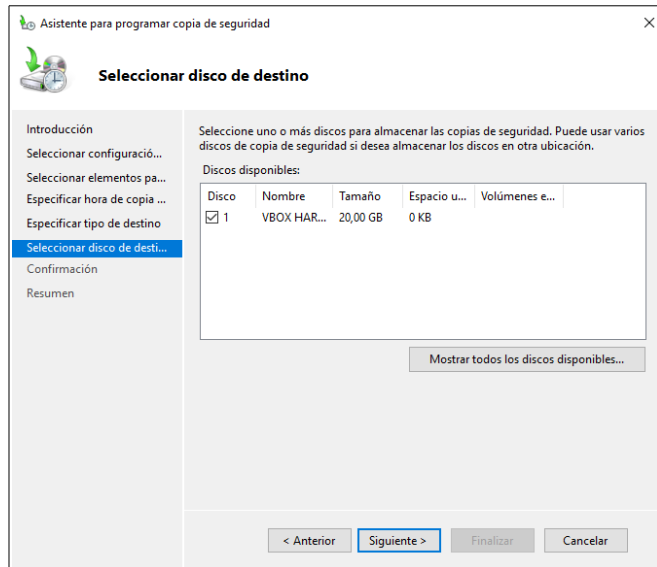 Asistente para programar copia de seguridad
Seleccionar disco de destino
Introducción
Seleccionar configuració...
Seleccionar elementos pa...
Especificar hora de copia ...
Especificar tipo de destino
Seleccionar disco de desti...
Confirmación
Resumen
Seleccione uno o más discos para almacenar las copias de seguridad. Puede usar varios
discos de copia de seguridad si desea almacenar los discos en otra ubicación.
Discos disponibles:
Disco Nombre Tamaño Espacio u... Volúmenes e...
1 VBOX HAR... 20,00 GB 0 KB
Mostrar todos los discos disponibles...
< Anterior Siguiente > Finalizar Cancelar